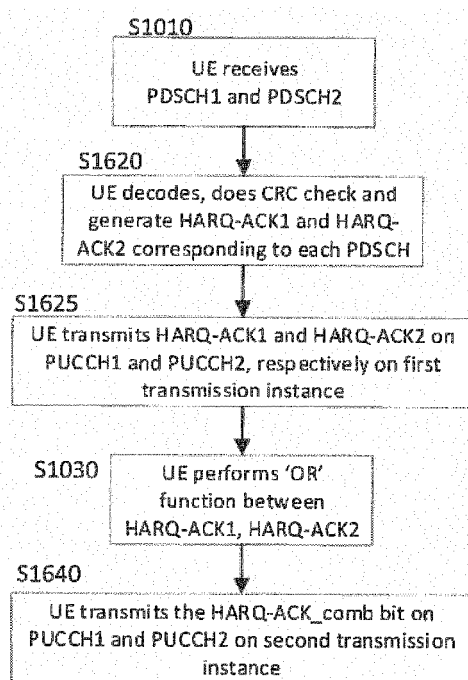 S1010
UE receives
PDSCH1 and PDSCH2
S1620
UE decodes, does CRC check and
generate HARQ-ACK1 and HARQ-
ACK2 corresponding to each PDSCH
S1625
UE transmits HARQ-ACK1 and HARQ-ACK2 on
PUCCH1 and PUCCH2, respectively on first
transmission instance
S1030
UE performs 'OR'
function between
HARQ-ACK1, HARQ-ACK2
S1640
UE transmits the HARQ-ACK_comb bit on
PUCCH1 and PUCCH2 on second transmission
instance